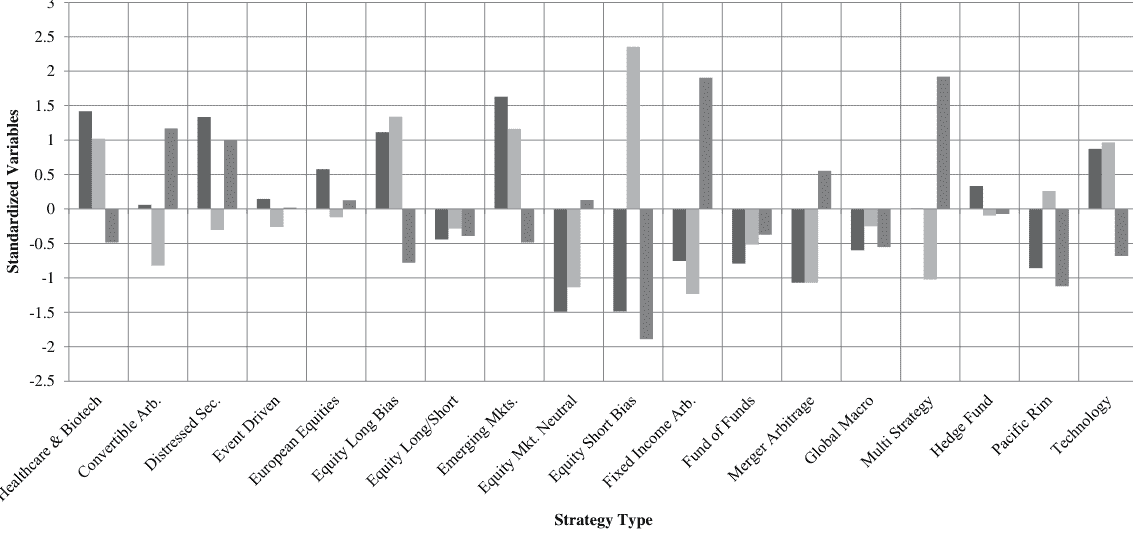 3
2.5
2
1.5
1
0.5
0
-0.5
-1
-1.5
-2
-2.5
Standardized Variables
Healthcare & Biotech
Convertible Arb.
Distressed Sec.
Event Driven
European Equities
Equity Long Bias
Equity Long/Short
Emerging Mkts.
Equity Mkt. Neutral
Equity Short Bias
Fixed Income Arb.
Fund of Funds
Merger Arbitrage
Global Macro
Multi Strategy
Hedge Fund
Pacific Rim
Technology
Strategy Type